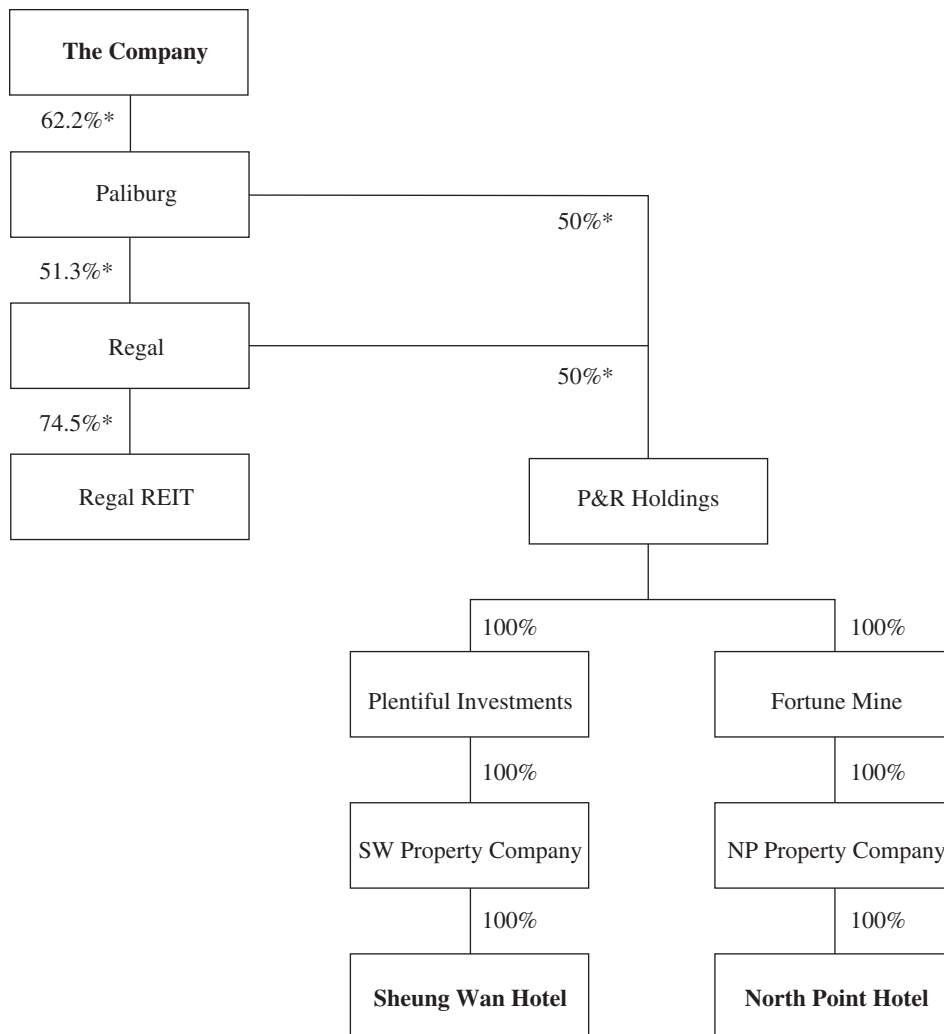 The Company
62.2%*
Paliburg
50%*
51.3%*
Regal
50%*
74.5%*
Regal REIT
P&R Holdings
100% 100%
Plentiful Investments Fortune Mine
100% 100%
SW Property Company NP Property Company
100% 100%
Sheung Wan Hotel North Point Hotel